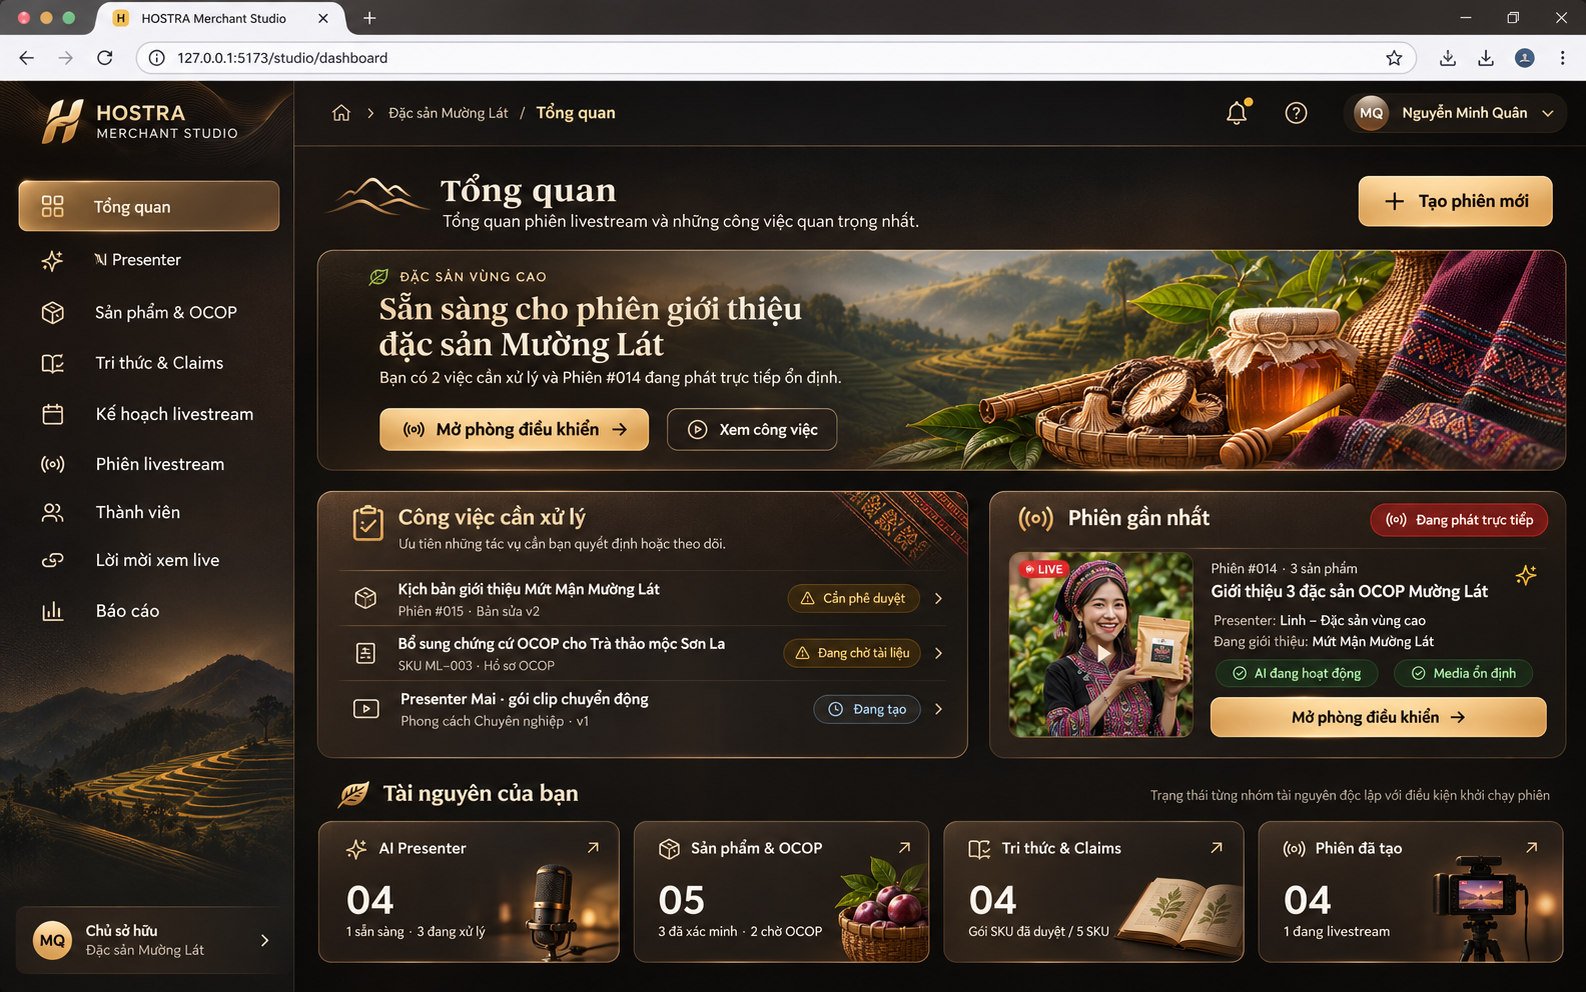 H HOSTRA Merchant Studio
127.0.0.1:5173/studio/dashboard
HOSTRA
MERCHANT STUDIO
Tổng quan
AI Presenter
Sản phẩm & OCOP
Tri thức & Claims
Kế hoạch livestream
Phiên livestream
Thành viên
Lời mời xem live
Báo cáo
MQ
Chủ sở hữu
Đặc sản Mường Lát
Đặc sản Mường Lát / Tổng quan
MQ Nguyễn Minh Quân
Tổng quan
Tổng quan phiên livestream và những công việc quan trọng nhất.
Tạo phiên mới
ĐẶC SẢN VÙNG CAO
Sẵn sàng cho phiên giới thiệu
đặc sản Mường Lát
Bạn có 2 việc cần xử lý và Phiên #014 đang phát trực tiếp ổn định.
Mở phòng điều khiển
Xem công việc
Công việc cần xử lý
Ưu tiên những tác vụ cần bạn quyết định hoặc theo dõi.
Kịch bản giới thiệu Mứt Mận Mường Lát
Phiên #015 · Bản sửa v2
Cần phê duyệt
Bổ sung chứng cứ OCOP cho Trà thảo mộc Sơn La
SKU ML-003 · Hồ sơ OCOP
Đang chờ tài liệu
Presenter Mai · gói clip chuyển động
Phong cách Chuyên nghiệp · v1
Đang tạo
Phiên gần nhất
Đang phát trực tiếp
LIVE
Phiên #014 · 3 sản phẩm
Giới thiệu 3 đặc sản OCOP Mường Lát
Presenter: Linh – Đặc sản vùng cao
Đang giới thiệu: Mứt Mận Mường Lát
AI đang hoạt động
Media ổn định
Mở phòng điều khiển
Tài nguyên của bạn
Trạng thái từng nhóm tài nguyên độc lập với điều kiện khởi chạy phiên
AI Presenter
04
1 sẵn sàng · 3 đang xử lý
Sản phẩm & OCOP
05
3 đã xác minh · 2 chờ OCOP
Tri thức & Claims
04
Gói SKU đã duyệt / 5 SKU
Phiên đã tạo
04
1 đang livestream